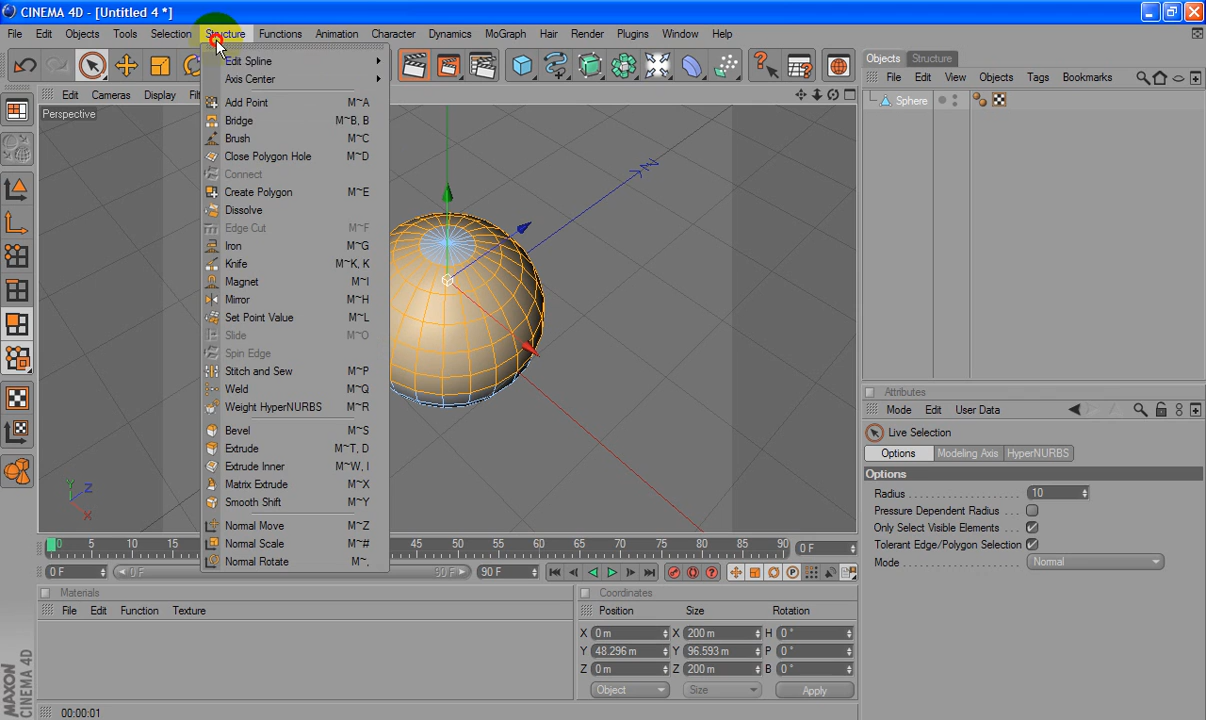 CINEMA 4D - [Untitled 4 *]
File Edit Objects Tools Selection Structure Functions Animation Character Dynamics MoGraph Hair Render Plugins Window Help
Edit Cameras Display
Perspective
Edit Spline
Axis Center
Add Point M~A
Bridge M~B, B
Brush M~C
Close Polygon Hole M~D
Connect
Create Polygon M~E
Dissolve
Edge Cut M~F
Iron M~G
Knife M~K, K
Magnet M~I
Mirror M~H
Set Point Value M~L
Slide M~O
Spin Edge
Stitch and Sew M~P
Weld M~Q
Weight HyperNURBS M~R
Bevel M~S
Extrude M~T, D
Extrude Inner M~W, I
Matrix Extrude M~X
Smooth Shift M~Y
Normal Move M~Z
Normal Scale M~#
Normal Rotate M~,
Y Z X
0 5 10 15 45 50 55 60 65 70 75 80 85 90 0 F
0 F 0 F 90 F 90 F
Materials
File Edit Function Texture
Coordinates
Position Size Rotation
X 0 m X 200 m H 0 °
Y 48.296 m Y 96.593 m P 0 °
Z 0 m Z 200 m B 0 °
Object Size Apply
Objects Structure
File Edit View Objects Tags Bookmarks
Sphere
Attributes
Mode Edit User Data
Live Selection
Options Modeling Axis HyperNURBS
Options
Radius 10
Pressure Dependent Radius
Only Select Visible Elements
Tolerant Edge/Polygon Selection
Mode Normal
MAXON
CINEMA 4D
00:00:01